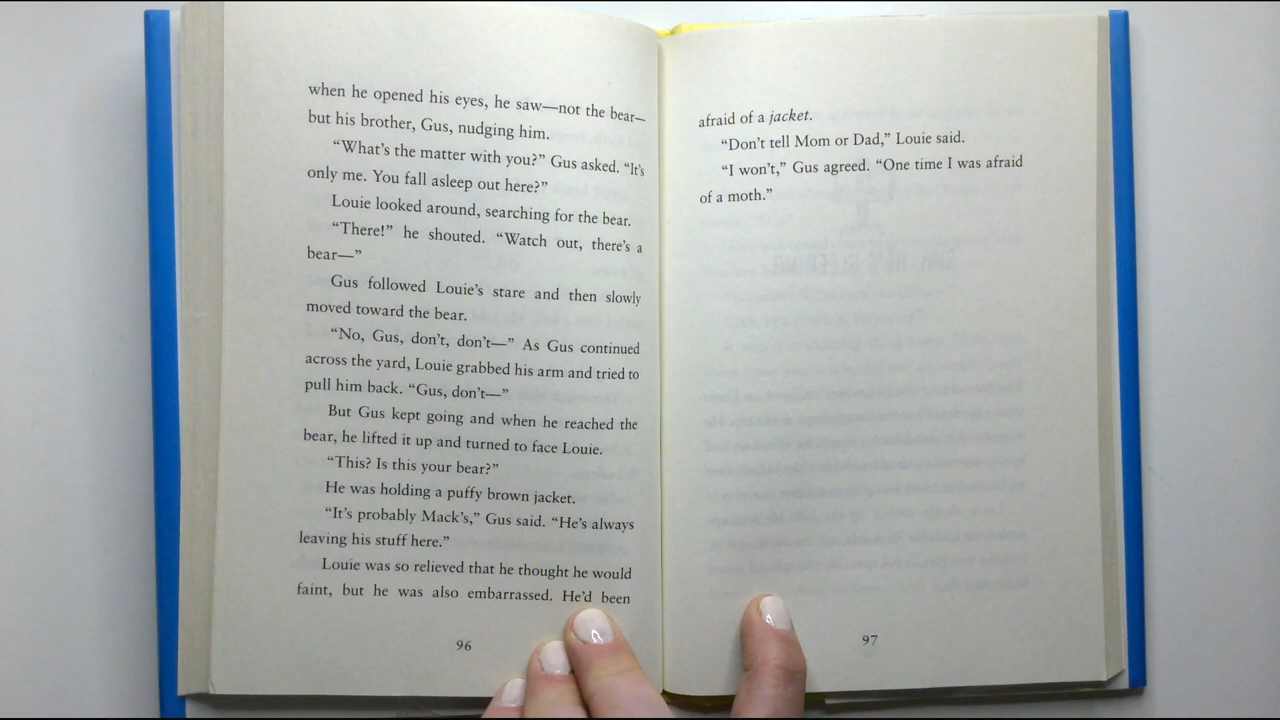 when he opened his eyes, he saw—not the bear—
but his brother, Gus, nudging him.
“What's the matter with you?” Gus asked. “It's
only me. You fall asleep out here?”
Louie looked around, searching for the bear.
“There!” he shouted. “Watch out, there's a
bear—”
Gus followed Louie's stare and then slowly
moved toward the bear.
“No, Gus, don't, don't—” As Gus continued
across the yard, Louie grabbed his arm and tried to
pull him back. “Gus, don't—”
But Gus kept going and when he reached the
bear, he lifted it up and turned to face Louie.
“This? Is this your bear?”
He was holding a puffy brown jacket.
“It's probably Mack's,” Gus said. “He's always
leaving his stuff here.”
Louie was so relieved that he thought he would
faint, but he was also embarrassed. He'd been
96
afraid of a jacket.
“Don't tell Mom or Dad,” Louie said.
“I won't,” Gus agreed. “One time I was afraid
of a moth.”
97